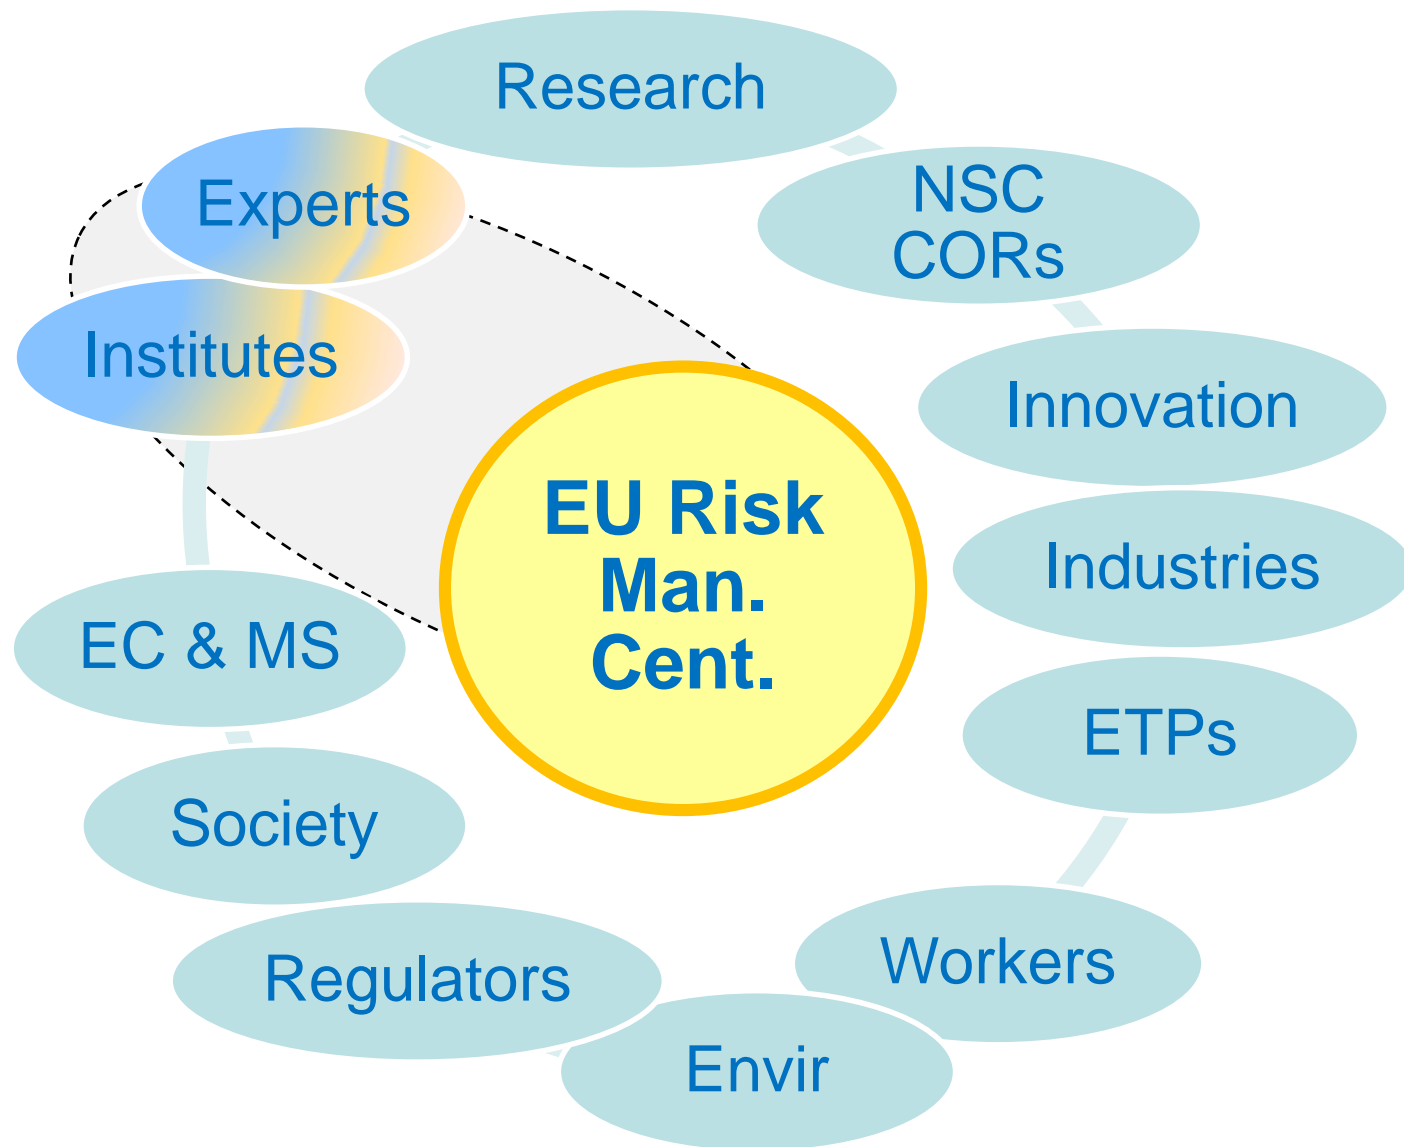 Research
Experts
NSC
CORs
Institutes
Innovation
EU Risk
Man.
Cent.
Industries
EC & MS
ETPs
Society
Workers
Regulators
Envir